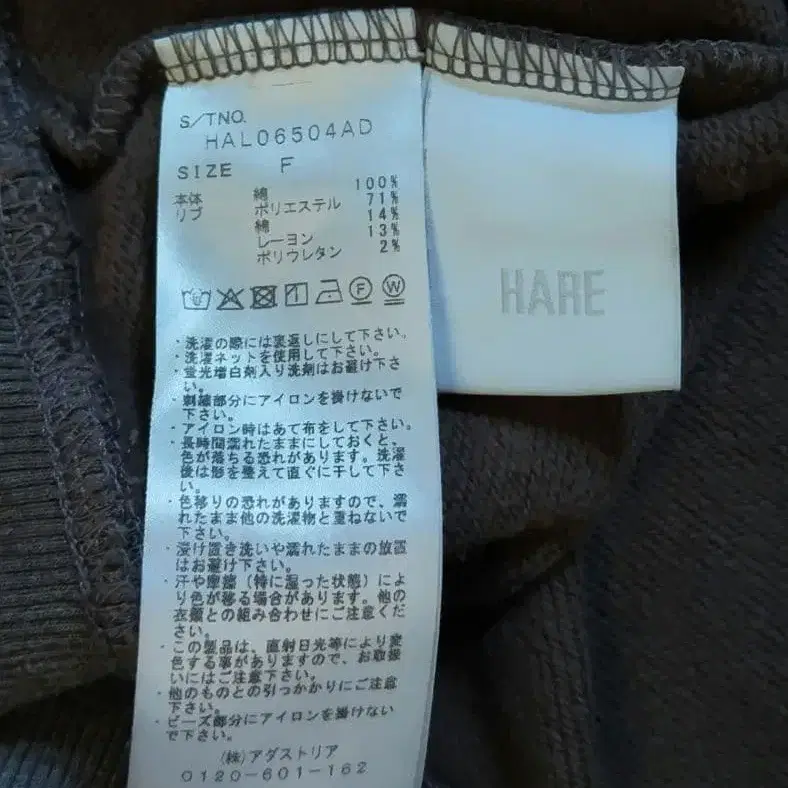 S/TNO.
HAL06504AD
SIZE F
本体 綿 100%
リブ ポリエステル 71%
綿 14%
レーヨン 13%
ポリウレタン 2%
F W
・洗濯の際には裏返しにして下さい。
・洗濯ネットを使用して下さい。
・蛍光増白剤入り洗剤はお避け下さ
い。
・刺繍部分にアイロンを掛けないで
下さい。
・アイロン時はあて布をして下さい。
・長時間濡れたままにしておくと、
色が落ちる恐れがあります。洗濯
後は形を整えて直ぐに干して下さ
い。
・色移りの恐れがありますので、濡
れたまま他の洗濯物と重ねないで
下さい。
・浸け置き洗いや濡れたままの放置
はお避け下さい。
・汗や摩擦（特に湿った状態）によ
り色が移る場合があります。他の
衣類との組み合わせにご注意くだ
さい。
・この製品は、直射日光等により変
色する事がありますので、お取扱
いにはご注意下さい。
・他のものとの引っかかりにご注意
下さい。
・ビーズ部分にアイロンを掛けない
で下さい。
(株)アダストリア
0120-601-162
HARE